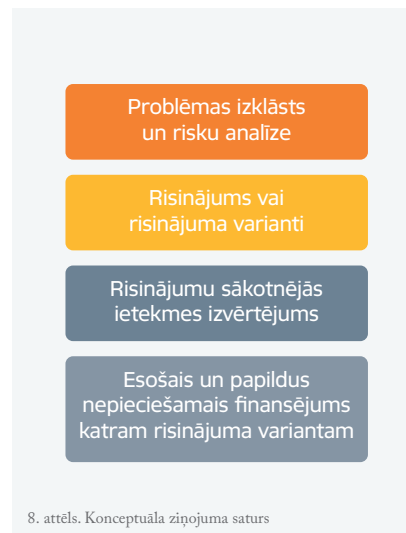 Problēmas izklāsts
un risku analīze
Risinājums vai
risinājuma varianti
Risinājumu sākotnējās
ietekmes izvērtējums
Esošais un papildus
nepieciešamais finansējums
katram risinājuma variantam
8. attēls. Konceptuāla ziņojuma saturs